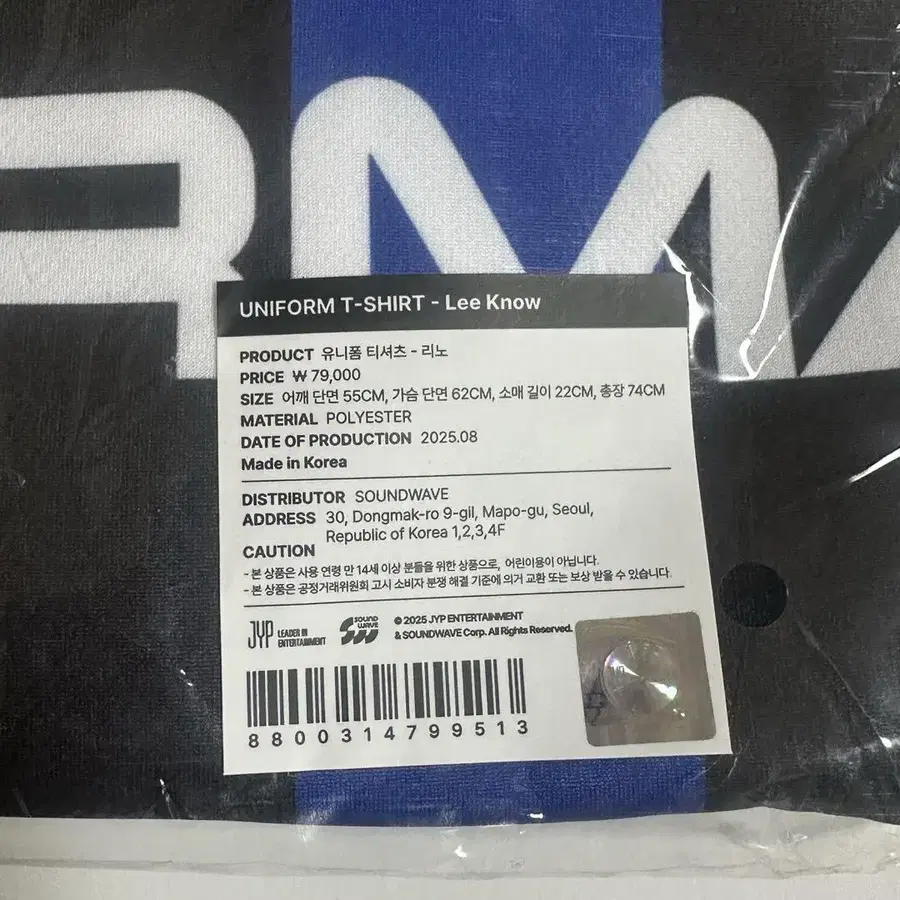 RMA
UNIFORM T-SHIRT - Lee Know
PRODUCT 유니폼 티셔츠 - 리노
PRICE ₩ 79,000
SIZE 어깨 단면 55CM, 가슴 단면 62CM, 소매 길이 22CM, 총장 74CM
MATERIAL POLYESTER
DATE OF PRODUCTION 2025.08
Made in Korea
DISTRIBUTOR SOUNDWAVE
ADDRESS 30, Dongmak-ro 9-gil, Mapo-gu, Seoul,
Republic of Korea 1,2,3,4F
CAUTION
- 본 상품은 사용 연령 만 14세 이상 분들을 위한 상품으로, 어린이용이 아닙니다.
- 본 상품은 공정거래위원회 고시 소비자 분쟁 해결 기준에 의거 교환 또는 보상 받을 수 있습니다.
JYP LEADER IN
ENTERTAINMENT
SOUND
WAVE
© 2025 JYP ENTERTAINMENT
& SOUNDWAVE Corp. All Rights Reserved.
8800314799513